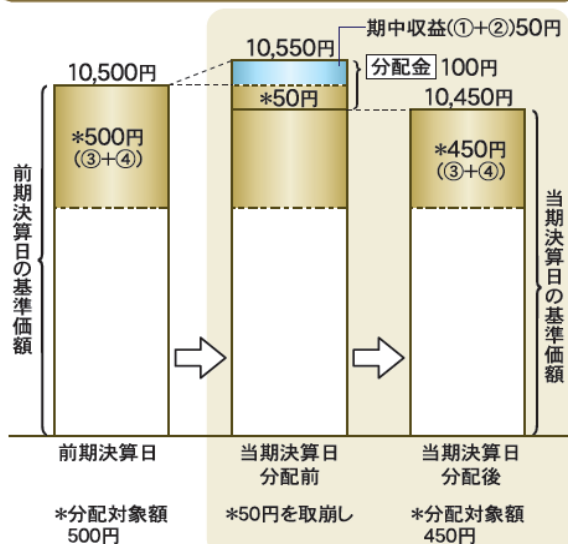 期中収益(①+②)50円
10,550円
分配金 100円
10,500円
*50円
10,450円
*500円
(③+④)
*450円
(③+④)
前期決算日の基準価額
当期決算日の基準価額
前期決算日
当期決算日
分配前
当期決算日
分配後
*分配対象額
500円
*50円を取崩し
*分配対象額
450円